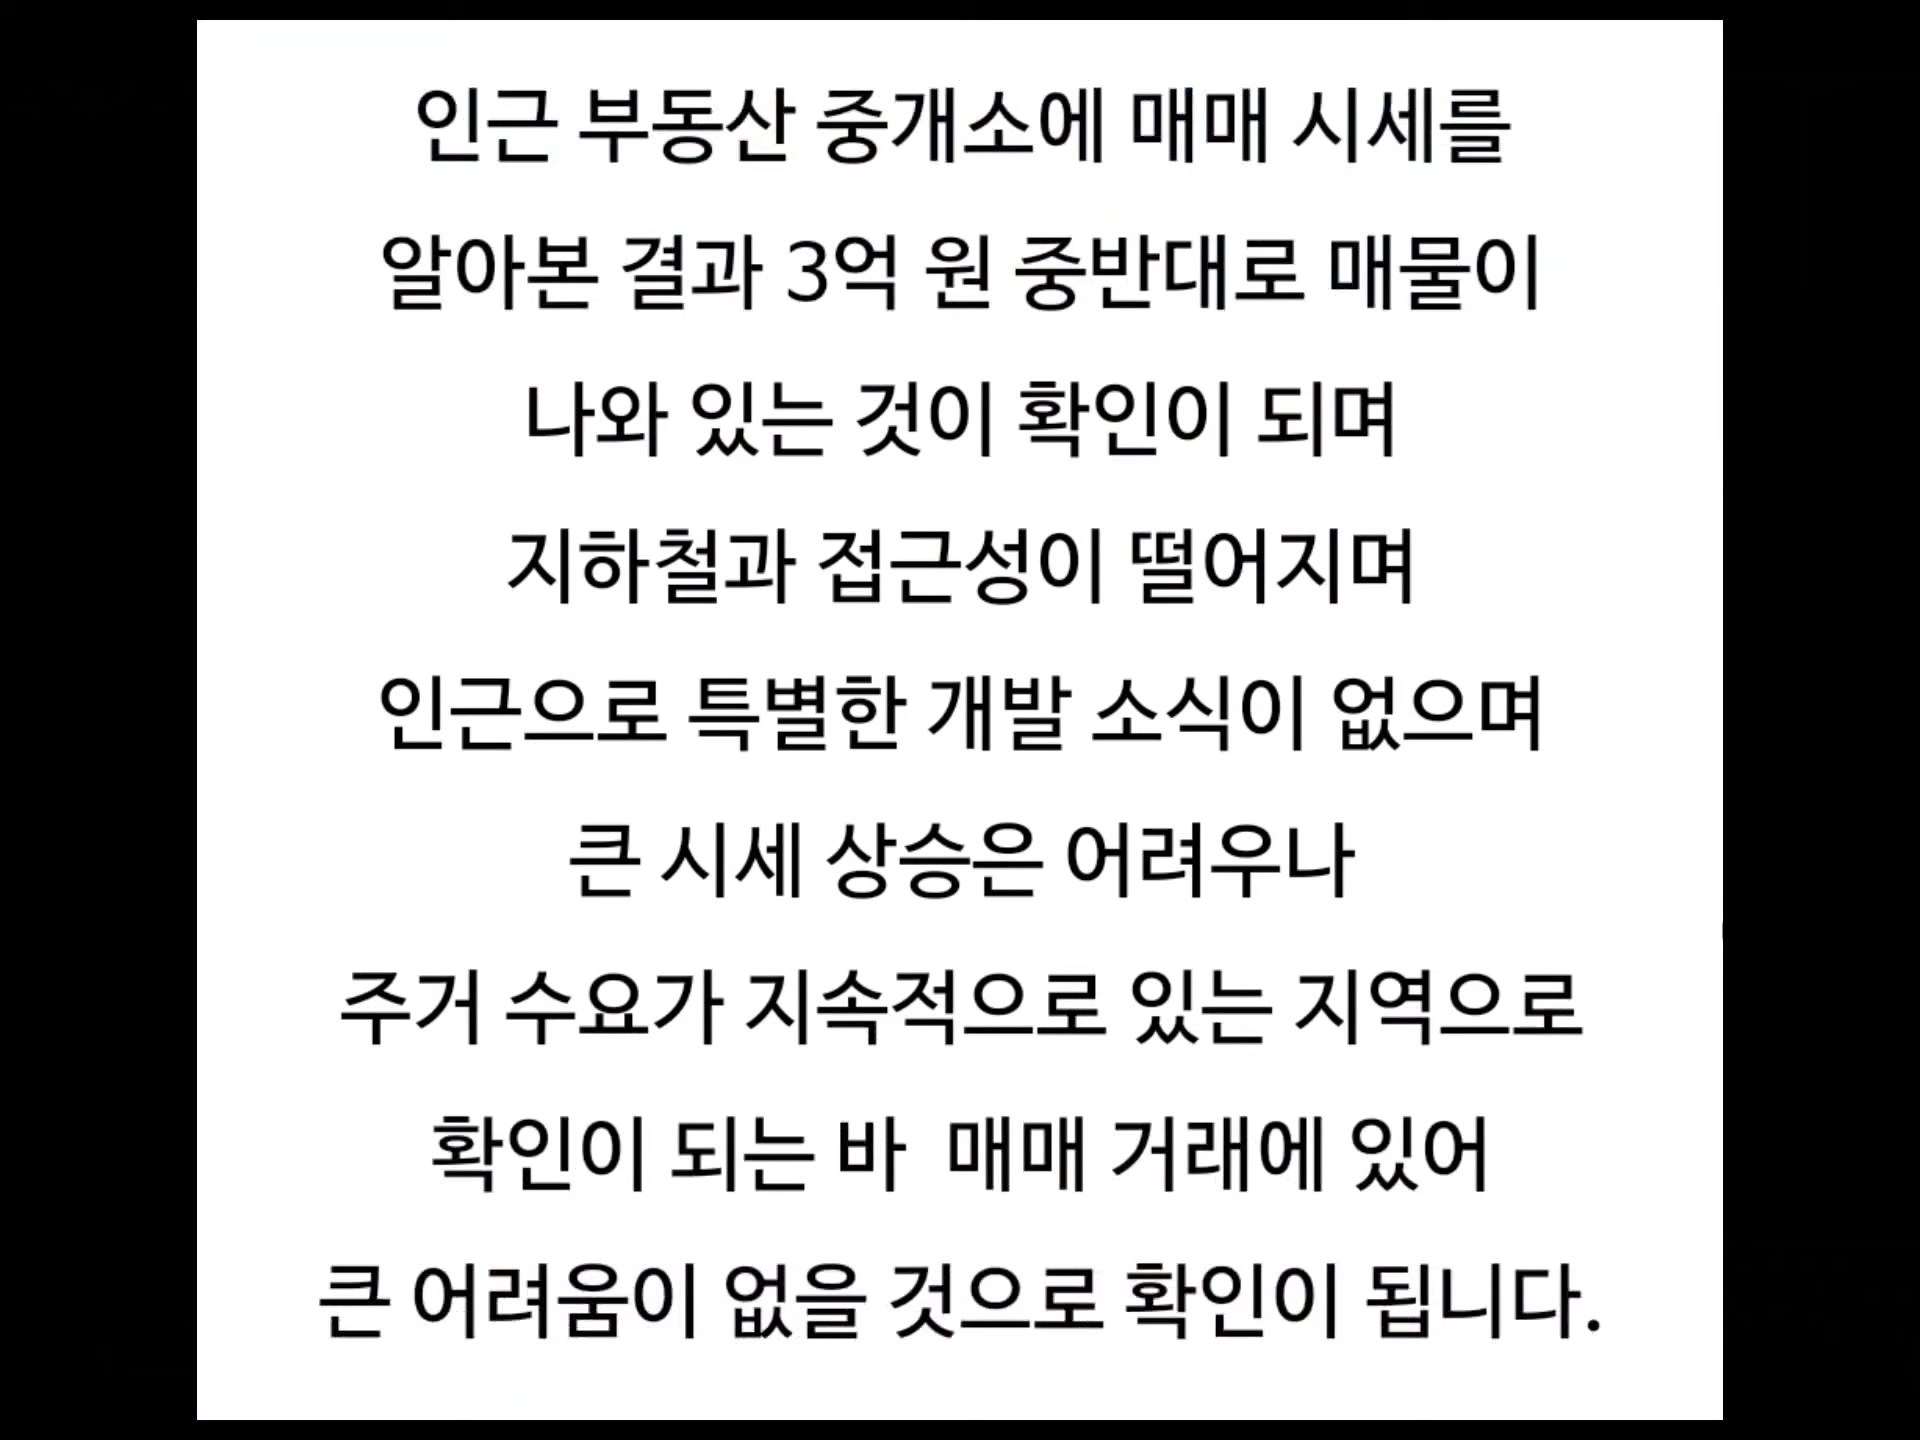 인근 부동산 중개소에 매매 시세를
알아본 결과 3억 원 중반대로 매물이
나와 있는 것이 확인이 되며
지하철과 접근성이 떨어지며
인근으로 특별한 개발 소식이 없으며
큰 시세 상승은 어려우나
주거 수요가 지속적으로 있는 지역으로
확인이 되는 바  매매 거래에 있어
큰 어려움이 없을 것으로 확인이 됩니다.